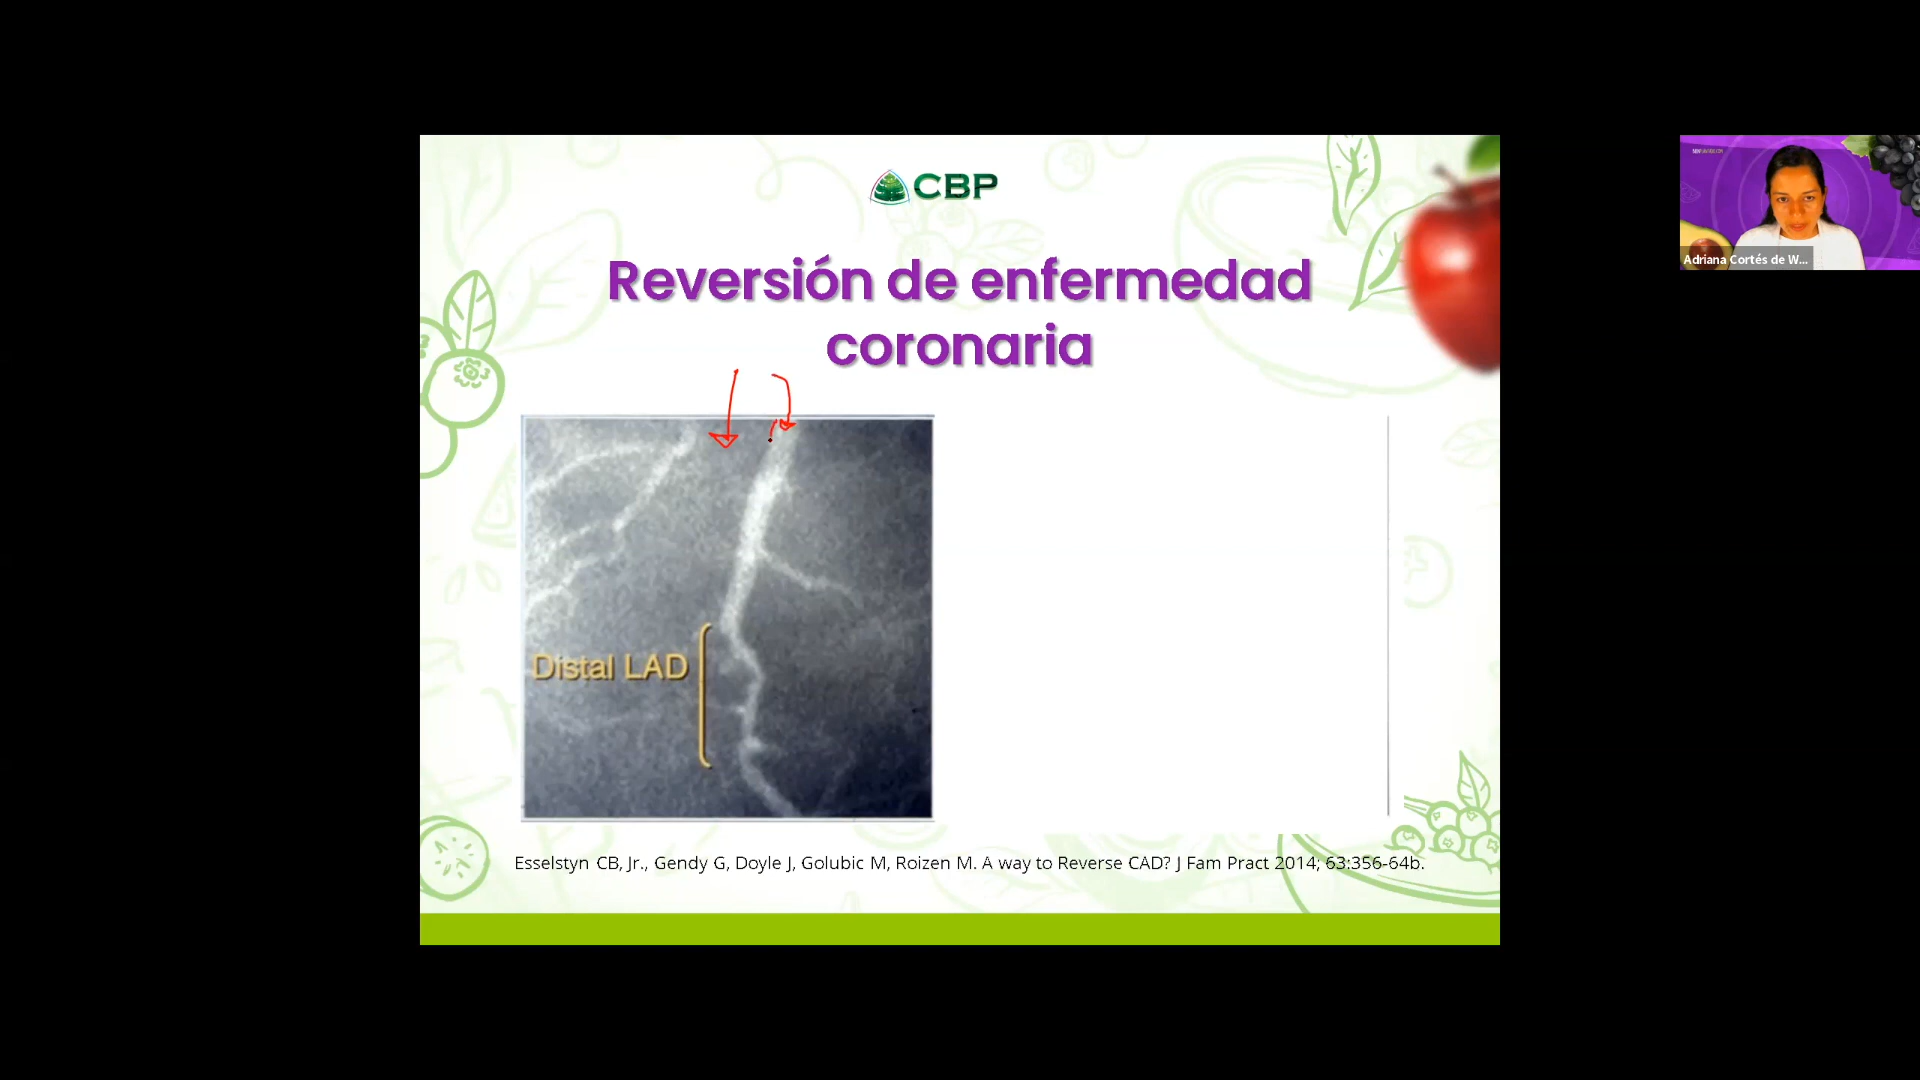 CBP
Reversión de enfermedad
coronaria
Distal LAD
Esselstyn CB, Jr., Gendy G, Doyle J, Golubic M, Roizen M. A way to Reverse CAD? J Fam Pract 2014; 63:356-64b.
Adriana Cortés de W...